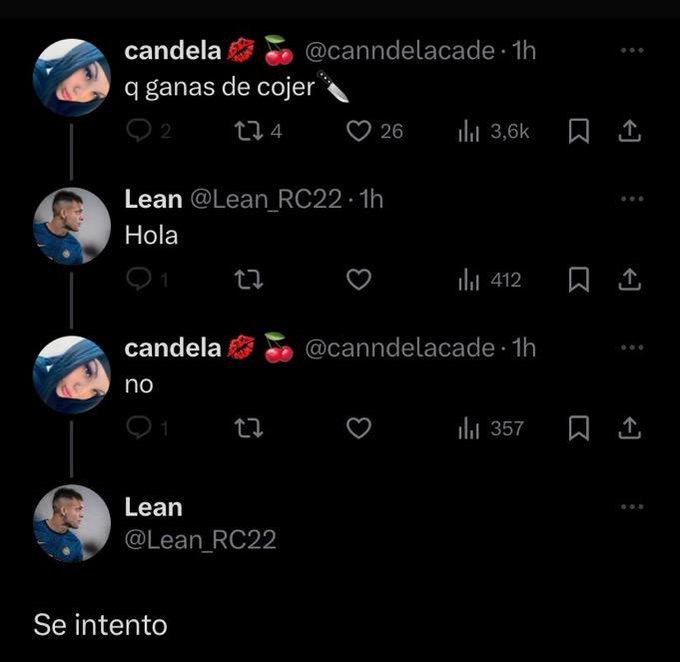 candela 💋 🍒 @canndelacade · 1h
q ganas de cojer 🔪
2 4 26 3,6k
Lean @Lean_RC22 · 1h
Hola
1 412
candela 💋 🍒 @canndelacade · 1h
no
1 357
Lean
@Lean_RC22
Se intento